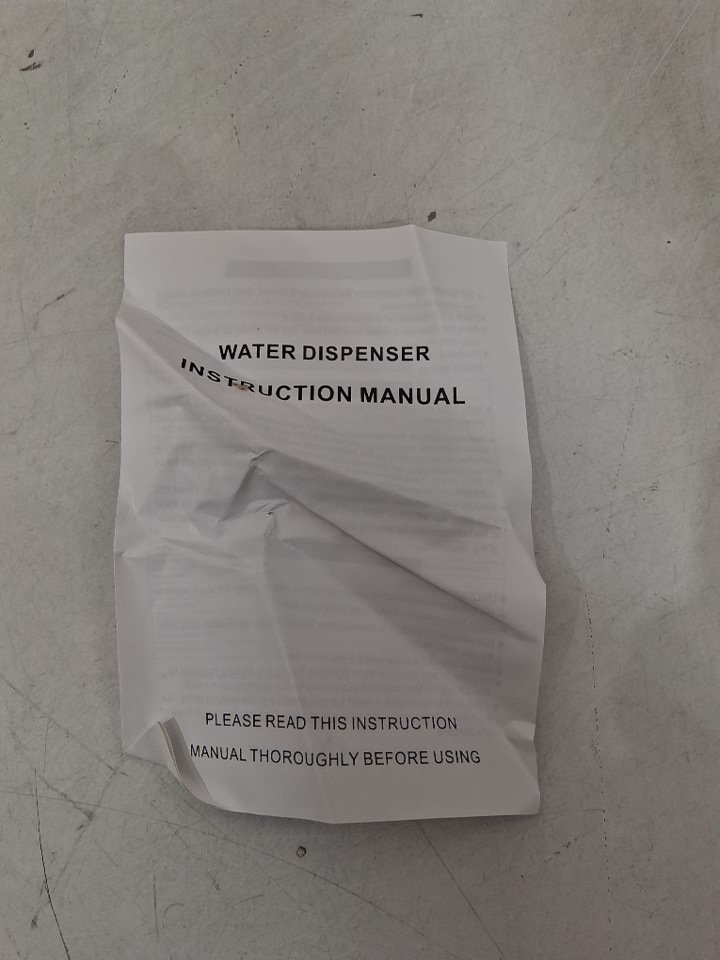 WATER DISPENSER
INSTRUCTION MANUAL
PLEASE READ THIS INSTRUCTION
MANUAL THOROUGHLY BEFORE USING